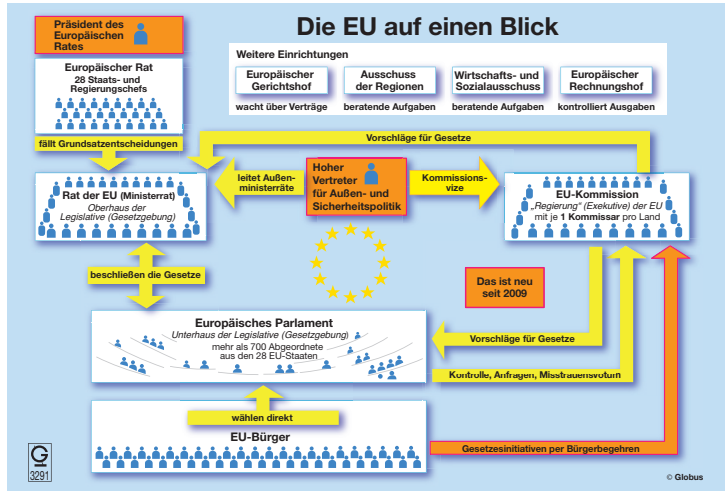 Die EU auf einen Blick
Präsident des
Europäischen
Rates
Europäischer Rat
28 Staats- und
Regierungschefs
fällt Grundsatzentscheidungen
Weitere Einrichtungen
Europäischer
Gerichtshof
wacht über Verträge
Ausschuss
der Regionen
beratende Aufgaben
Wirtschafts- und
Sozialausschuss
beratende Aufgaben
Europäischer
Rechnungshof
kontrolliert Ausgaben
Vorschläge für Gesetze
Rat der EU (Ministerrat)
Oberhaus der
Legislative (Gesetzgebung)
leitet Außen-
ministerräte
Hoher
Vertreter
für Außen- und
Sicherheitspolitik
Kommissions-
vize
EU-Kommission
„Regierung“ (Exekutive) der EU
mit je 1 Kommissar pro Land
beschließen die Gesetze
Das ist neu
seit 2009
Europäisches Parlament
Unterhaus der Legislative (Gesetzgebung)
mehr als 700 Abgeordnete
aus den 28 EU-Staaten
Vorschläge für Gesetze
Kontrolle, Anfragen, Misstrauensvotum
wählen direkt
EU-Bürger
Gesetzesinitiativen per Bürgerbegehren
G
3291
© Globus